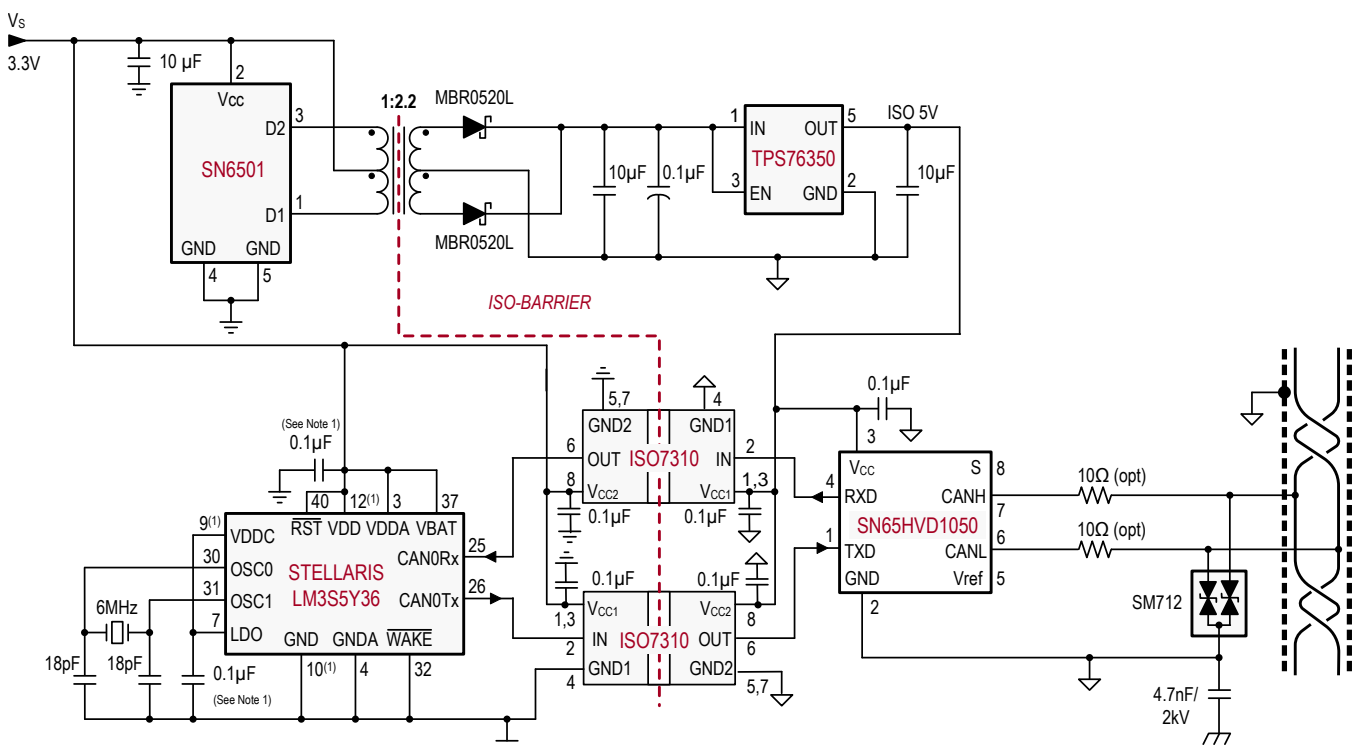 VS
3.3V
10 µF
2
Vcc
D2
3
SN6501
D1
1
GND
GND
4
5
1:2.2
MBR0520L
MBR0520L
10µF
0.1µF
1
IN
OUT
5
TPS76350
3
EN
GND
2
ISO 5V
10µF
ISO-BARRIER
5,7
GND2
6
OUT
ISO7310
8
VCC2
0.1µF
4
GND1
IN
2
VCC1
1,3
0.1µF
(See Note 1)
0.1µF
40
12(1)
3
37
RST
VDD
VDDA
VBAT
9(1)
VDDC
30
OSC0
31
OSC1
7
LDO
STELLARIS
LM3S5Y36
CAN0Rx
25
CAN0Tx
26
GND
GNDA
WAKE
10(1)
4
32
6MHz
18pF
18pF
0.1µF
(See Note 1)
0.1µF
0.1µF
1,3
VCC1
2
IN
4
GND1
ISO7310
VCC2
8
OUT
6
GND2
5,7
0.1µF
3
VCC
S
8
4
RXD
CANH
7
SN65HVD1050
1
TXD
CANL
6
GND
Vref
5
2
10Ω (opt)
10Ω (opt)
SM712
4.7nF/
2kV